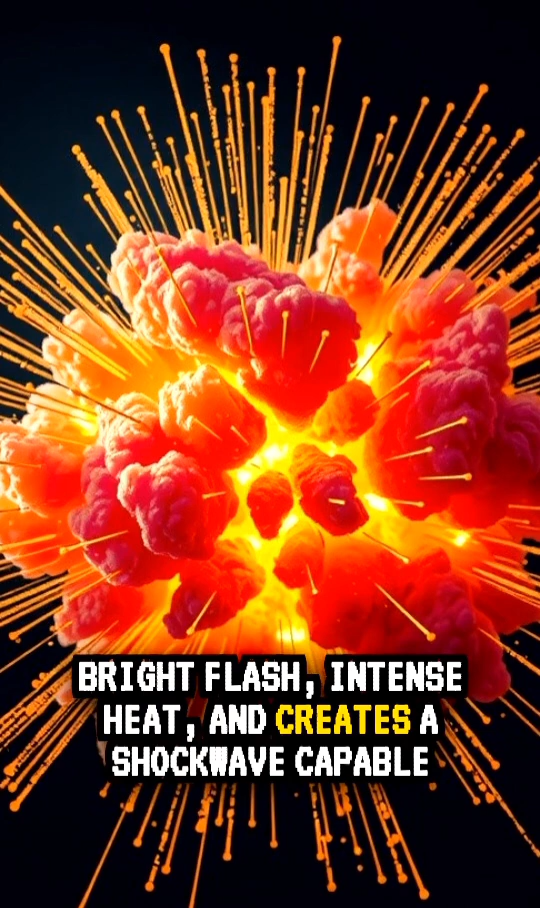 BRIGHT FLASH, INTENSE
HEAT, AND CREATES A
SHOCKWAVE CAPABLE